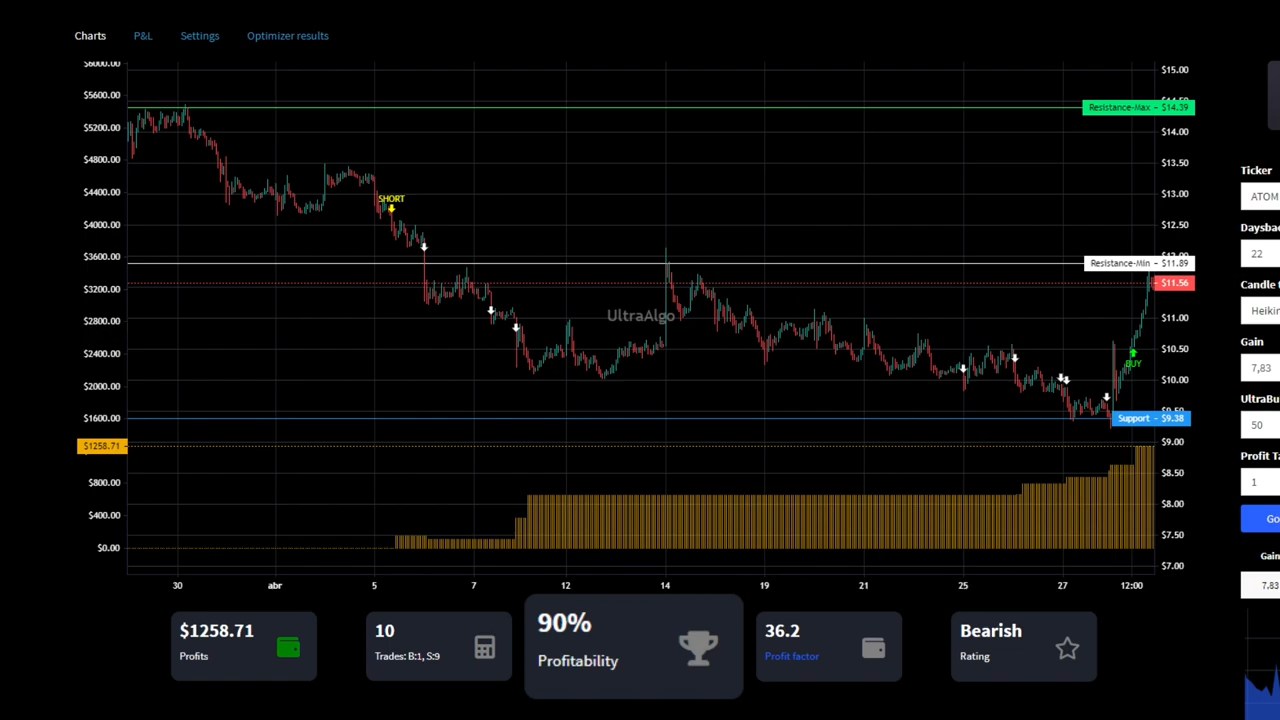 Charts P&L Settings Optimizer results
$6000.00
$5600.00
$5200.00
$4800.00
$4400.00
$4000.00
$3600.00
$3200.00
$2800.00
$2400.00
$2000.00
$1600.00
$1258.71
$800.00
$400.00
$0.00
SHORT
UltraAlgo
BUY
$15.00
Resistance-Max - $14.39
$14.00
$13.50
$13.00
$12.50
Resistance-Min - $11.89
$11.56
$11.00
$10.50
$10.00
Support - $9.38
$9.00
$8.50
$8.00
$7.50
$7.00
30 abr 5 7 12 14 19 21 25 27 12:00
$1258.71
Profits
10
Trades: B:1, S:9
90%
Profitability
36.2
Profit factor
Bearish
Rating
Ticker
ATOM
Daysba
22
Candle
Heikin
Gain
7,83
UltraBu
50
Profit Ta
1
Go
Gain
7.83